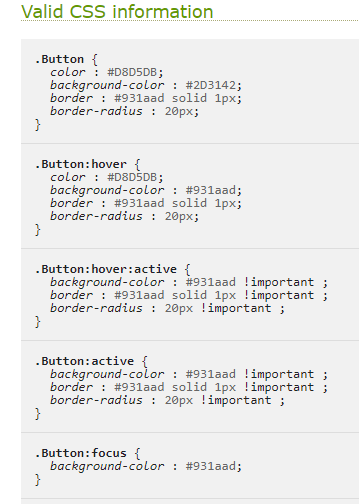 Valid CSS information
.Button {
color : #D8D5DB;
background-color : #2D3142;
border : #931aad solid 1px;
border-radius : 20px;
}
.Button:hover {
color : #D8D5DB;
background-color : #931aad;
border : #931aad solid 1px;
border-radius : 20px;
}
.Button:hover:active {
background-color : #931aad !important ;
border : #931aad solid 1px !important ;
border-radius : 20px !important ;
}
.Button:active {
background-color : #931aad !important ;
border : #931aad solid 1px !important ;
border-radius : 20px !important ;
}
.Button:focus {
background-color : #931aad;
}